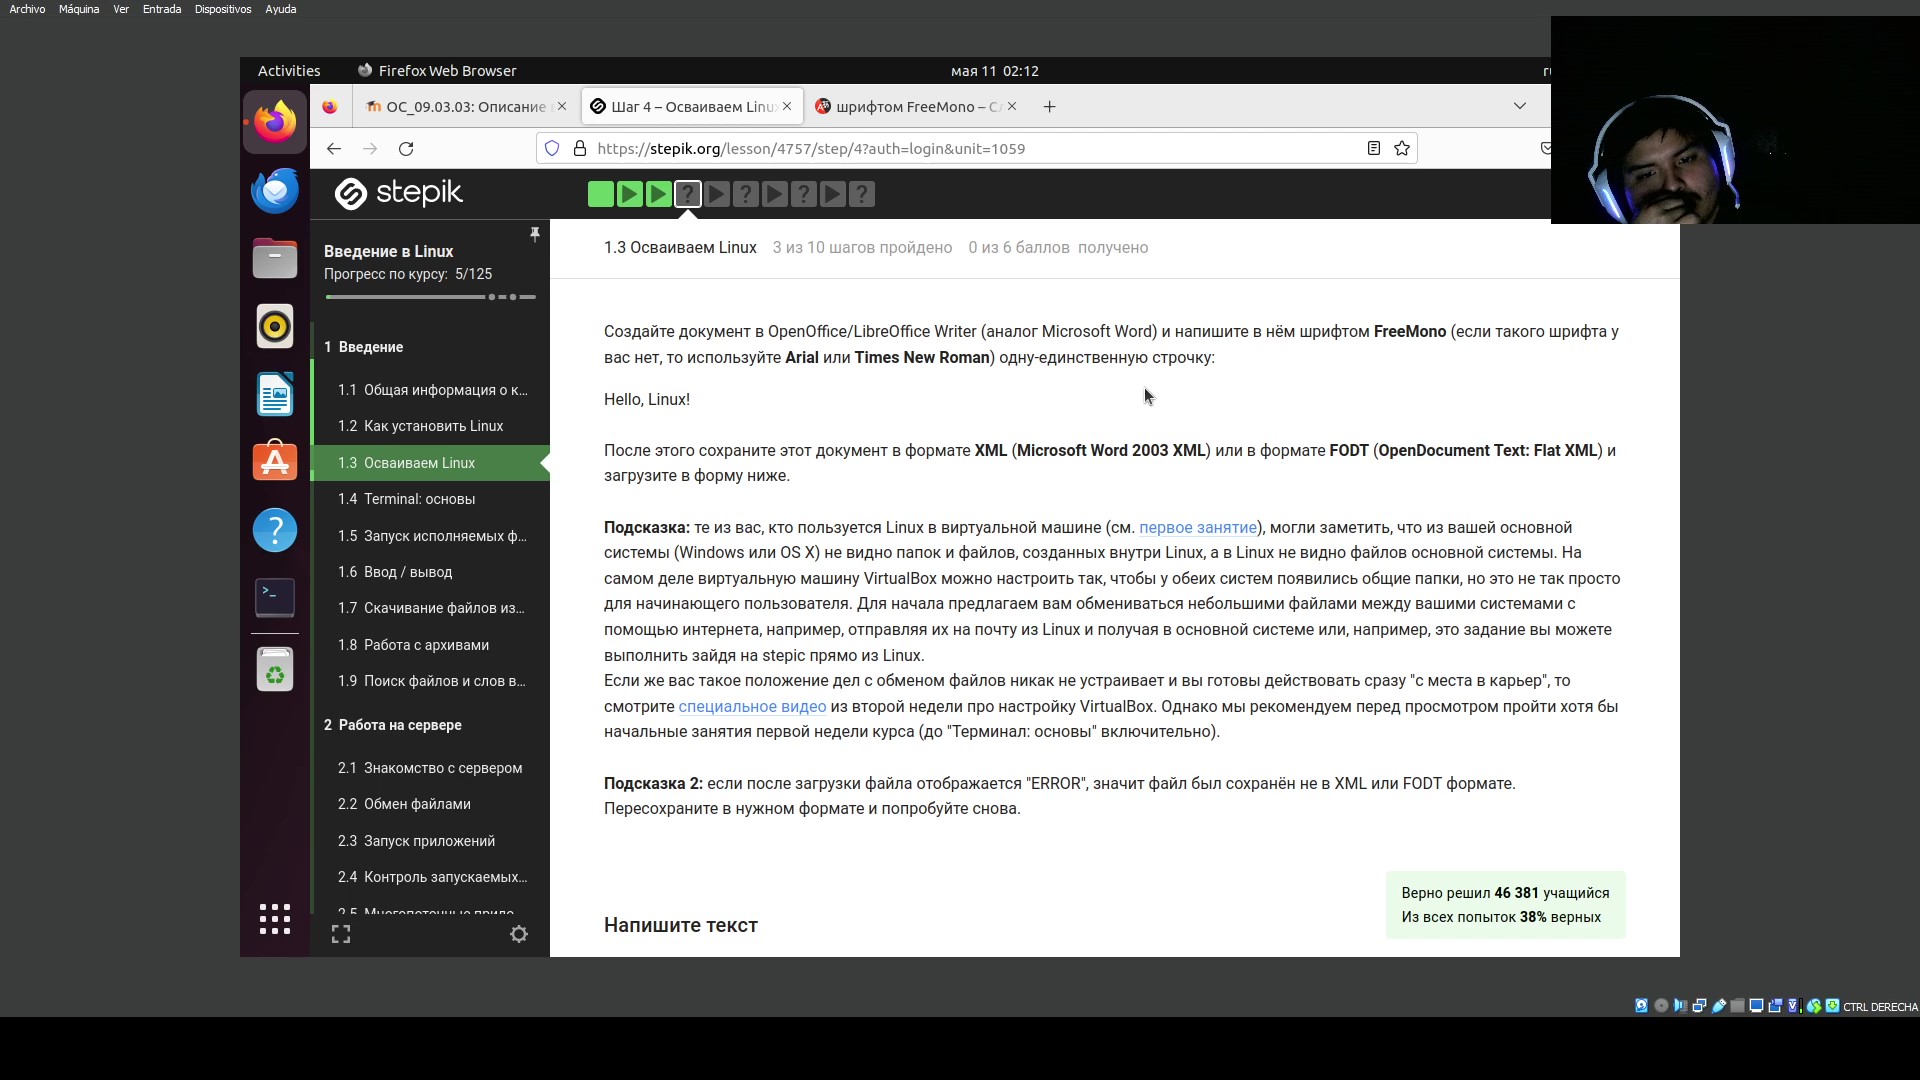 Archivo Máquina Ver Entrada Dispositivos Ayuda
Activities Firefox Web Browser мая 11 02:12
ОС_09.03.03: Описание Шаг 4 – Осваиваем Linu шрифтом FreeMono – С
https://stepik.org/lesson/4757/step/4?auth=login&unit=1059
stepik
Введение в Linux
Прогресс по курсу: 5/125
1 Введение
1.1 Общая информация о к...
1.2 Как установить Linux
1.3 Осваиваем Linux
1.4 Terminal: основы
1.5 Запуск исполняемых ф...
1.6 Ввод / вывод
1.7 Скачивание файлов из...
1.8 Работа с архивами
1.9 Поиск файлов и слов в...
2 Работа на сервере
2.1 Знакомство с сервером
2.2 Обмен файлами
2.3 Запуск приложений
2.4 Контроль запускаемых...
1.3 Осваиваем Linux 3 из 10 шагов пройдено 0 из 6 баллов получено
Создайте документ в OpenOffice/LibreOffice Writer (аналог Microsoft Word) и напишите в нём шрифтом FreeMono (если такого шрифта у
вас нет, то используйте Arial или Times New Roman) одну-единственную строчку:
Hello, Linux!
После этого сохраните этот документ в формате XML (Microsoft Word 2003 XML) или в формате FODT (OpenDocument Text: Flat XML) и
загрузите в форму ниже.
Подсказка: те из вас, кто пользуется Linux в виртуальной машине (см. первое занятие), могли заметить, что из вашей основной
системы (Windows или OS X) не видно папок и файлов, созданных внутри Linux, а в Linux не видно файлов основной системы. На
самом деле виртуальную машину VirtualBox можно настроить так, чтобы у обеих систем появились общие папки, но это не так просто
для начинающего пользователя. Для начала предлагаем вам обмениваться небольшими файлами между вашими системами с
помощью интернета, например, отправляя их на почту из Linux и получая в основной системе или, например, это задание вы можете
выполнить зайдя на stepic прямо из Linux.
Если же вас такое положение дел с обменом файлов никак не устраивает и вы готовы действовать сразу "с места в карьер", то
смотрите специальное видео из второй недели про настройку VirtualBox. Однако мы рекомендуем перед просмотром пройти хотя бы
начальные занятия первой недели курса (до "Терминал: основы" включительно).
Подсказка 2: если после загрузки файла отображается "ERROR", значит файл был сохранён не в XML или FODT формате.
Пересохраните в нужном формате и попробуйте снова.
Верно решил 46 381 учащийся
Из всех попыток 38% верных
Напишите текст
CTRL DERECHA